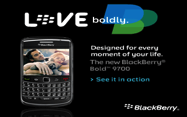 LOVE boldly.
Designed for every
moment of your life.
The new BlackBerry®
Bold™ 9700
> See it in action
BlackBerry.